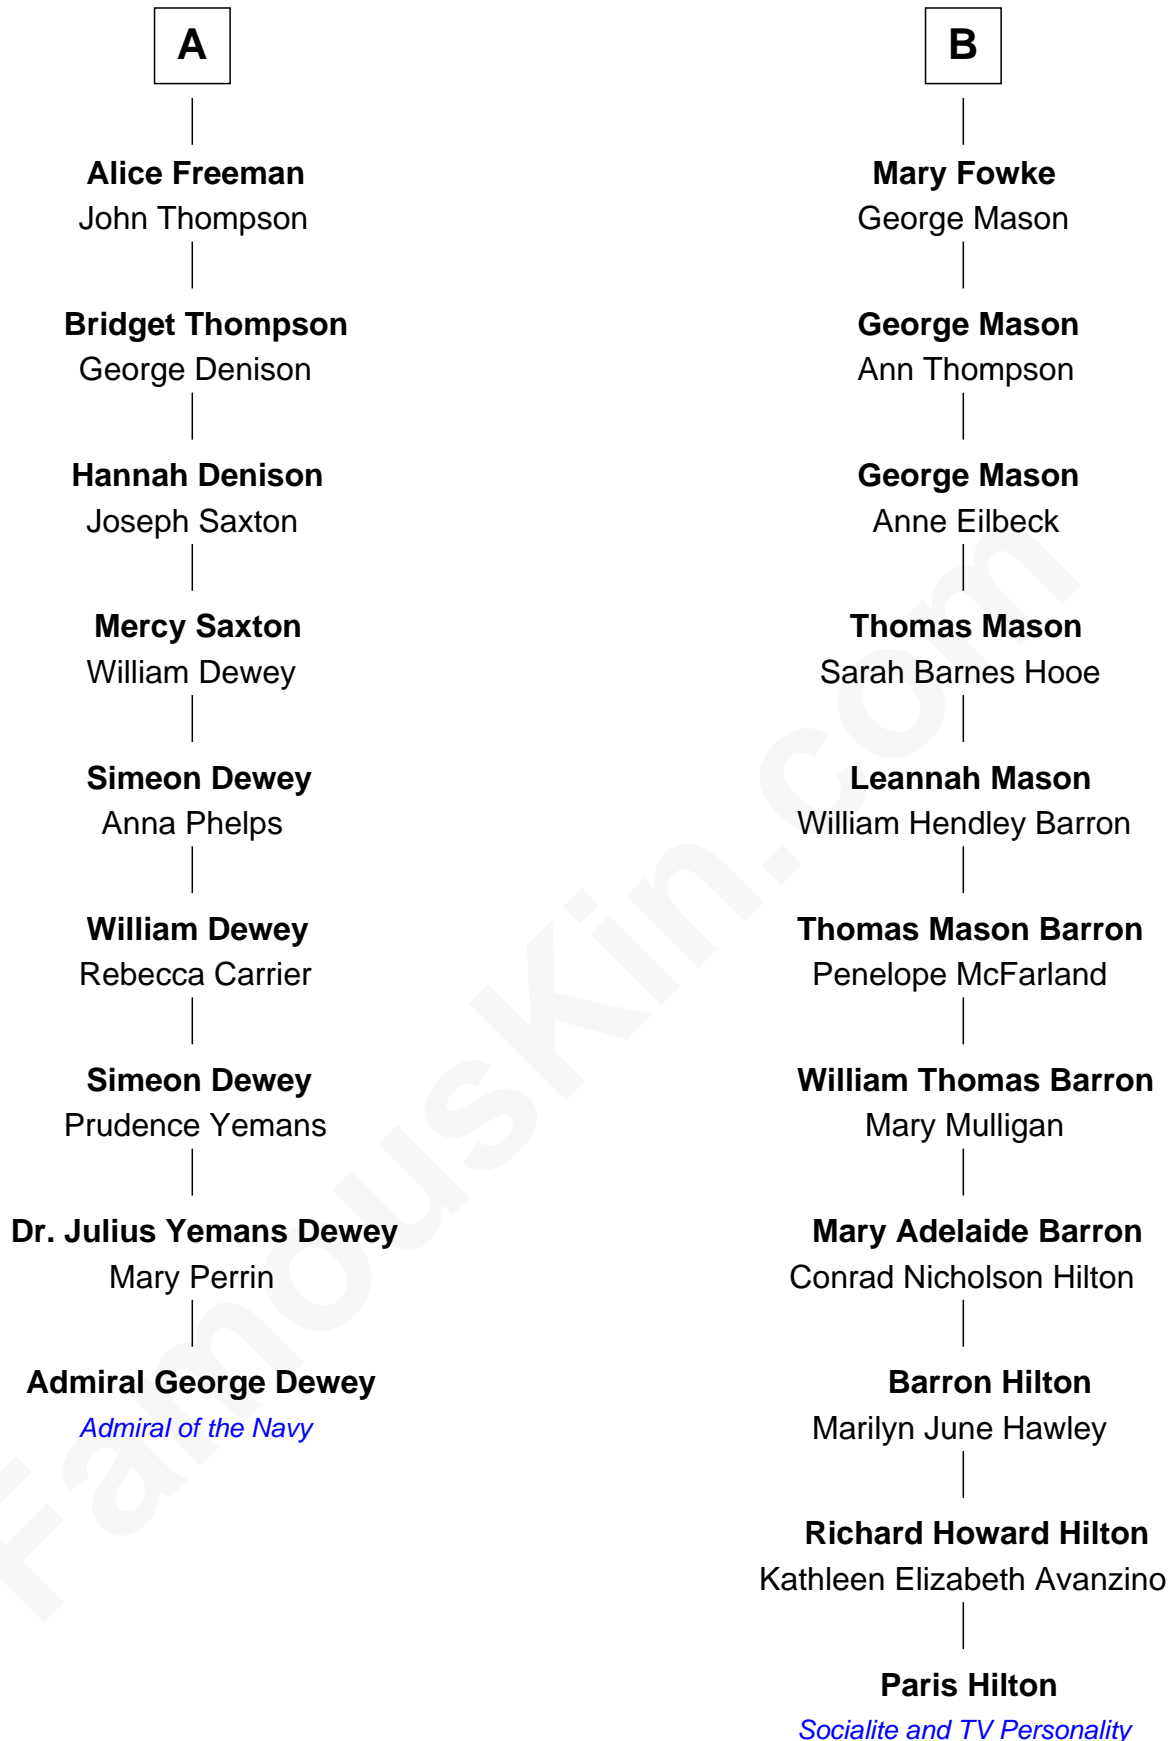 A
Alice Freeman
John Thompson
Bridget Thompson
George Denison
Hannah Denison
Joseph Saxton
Mercy Saxton
William Dewey
Simeon Dewey
Anna Phelps
William Dewey
Rebecca Carrier
Simeon Dewey
Prudence Yemans
Dr. Julius Yemans Dewey
Mary Perrin
Admiral George Dewey
Admiral of the Navy
B
Mary Fowke
George Mason
George Mason
Ann Thompson
George Mason
Anne Eilbeck
Thomas Mason
Sarah Barnes Hooe
Leannah Mason
William Hendley Barron
Thomas Mason Barron
Penelope McFarland
William Thomas Barron
Mary Mulligan
Mary Adelaide Barron
Conrad Nicholson Hilton
Barron Hilton
Marilyn June Hawley
Richard Howard Hilton
Kathleen Elizabeth Avanzino
Paris Hilton
Socialite and TV Personality
FamousKin.com